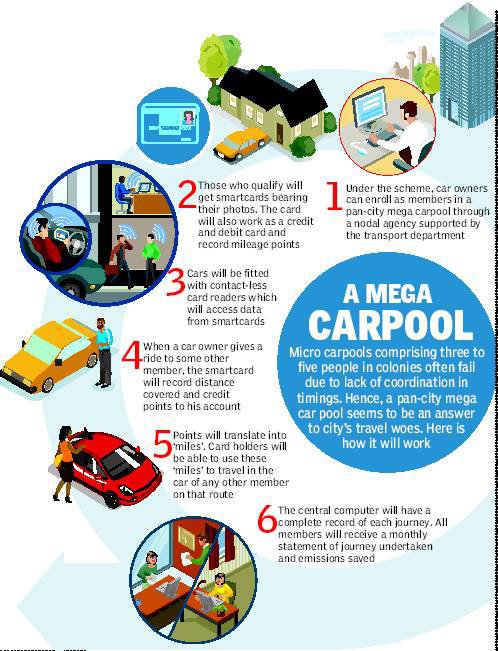 1 Under the scheme, car owners
can enroll as members in a
pan-city mega carpool through
a nodal agency supported by
the transport department
2 Those who qualify will
get smartcards bearing
their photos. The card
will also work as a credit
and debit card and
record mileage points
3 Cars will be fitted
with contact-less
card readers which
will access data
from smartcards
A MEGA
CARPOOL
Micro carpools comprising three to
five people in colonies often fail
due to lack of coordination in
timings. Hence, a pan-city mega
car pool seems to be an answer
to city's travel woes. Here is
how it will work
4 When a car owner gives a
ride to some other
member, the smartcard
will record distance
covered and credit
points to his account
5 Points will translate into
'miles'. Card holders will
be able to use these
'miles' to travel in the
car of any other member
on that route
6 The central computer will have a
complete record of each journey. All
members will receive a monthly
statement of journey undertaken
and emissions saved